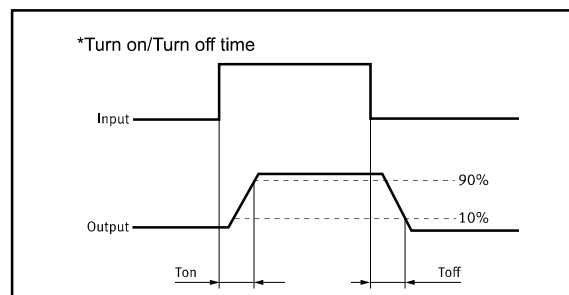 *Turn on/Turn off time
Input
90%
10%
Output
Ton
Toff